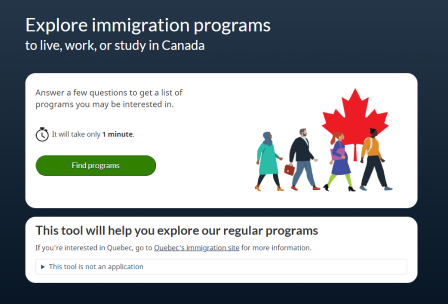 Explore immigration programs
to live, work, or study in Canada
Answer a few questions to get a list of
programs you may be interested in.
It will take only 1 minute.
Find programs
This tool will help you explore our regular programs
If you're interested in Quebec, go to Quebec's immigration site for more information.
This tool is not an application